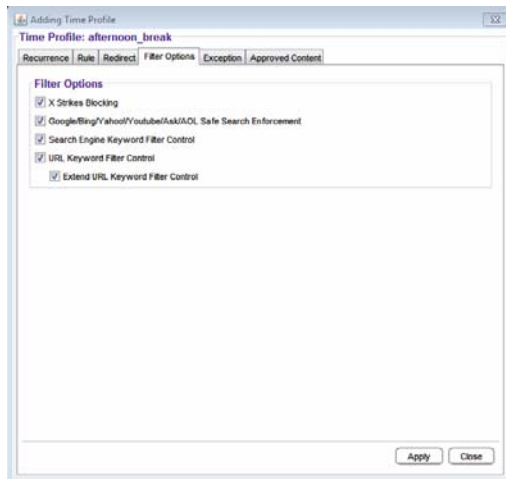 Adding Time Profile
Time Profile: afternoon_break
Recurrence Rule Redirect Filter Options Exception Approved Content
Filter Options
X Strikes Blocking
Google/Bing/Yahoo!/Youtube/Ask/AOL Safe Search Enforcement
Search Engine Keyword Filter Control
URL Keyword Filter Control
Extend URL Keyword Filter Control
Apply Close